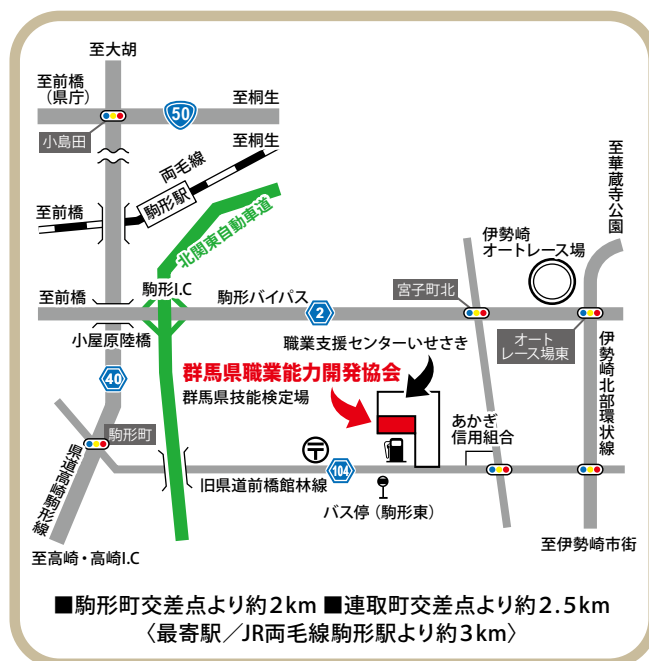 至大胡
至前橋
（県庁）
50
至桐生
小島田
至桐生
両毛線
駒形駅
至前橋
北関東自動車道
至華蔵寺公園
伊勢崎
オートレース場
駒形I.C
宮子町北
至前橋
駒形バイパス
2
小屋原陸橋
オート
レース場東
職業支援センターいせさき
伊勢崎北部環状線
群馬県職業能力開発協会
群馬県技能検定場
40
あかぎ
信用組合
駒形町
〒
104
県道高崎駒形線
旧県道前橋館林線
バス停（駒形東）
至高崎・高崎I.C
至伊勢崎市街
■駒形町交差点より約2km ■連取町交差点より約2.5km
〈最寄駅／JR両毛線駒形駅より約3km〉